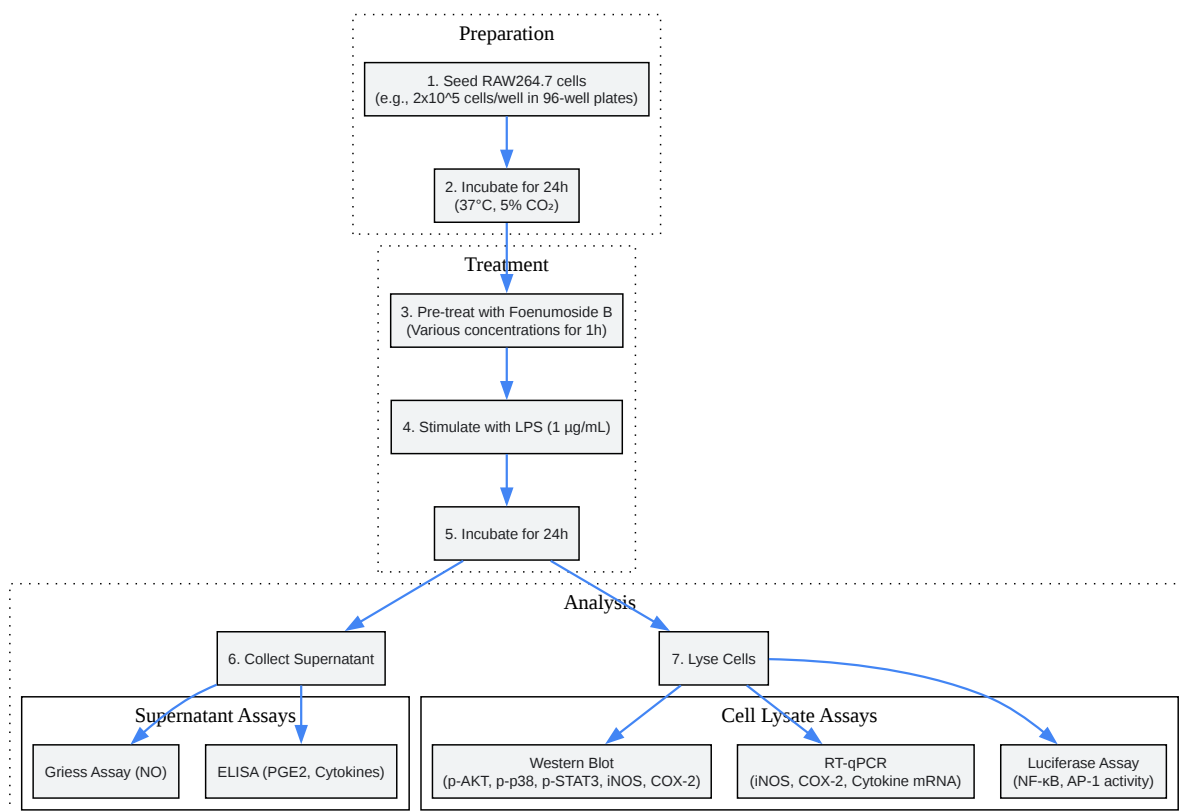 Preparation
1. Seed RAW264.7 cells
(e.g., 2x10^5 cells/well in 96-well plates)
2. Incubate for 24h
(37°C, 5% CO₂)
Treatment
3. Pre-treat with Foenumoside B
(Various concentrations for 1h)
4. Stimulate with LPS (1 µg/mL)
5. Incubate for 24h
Analysis
6. Collect Supernatant
7. Lyse Cells
Supernatant Assays
Griess Assay (NO)
ELISA (PGE2, Cytokines)
Cell Lysate Assays
Western Blot
(p-AKT, p-p38, p-STAT3, iNOS, COX-2)
RT-qPCR
(iNOS, COX-2, Cytokine mRNA)
Luciferase Assay
(NF-κB, AP-1 activity)